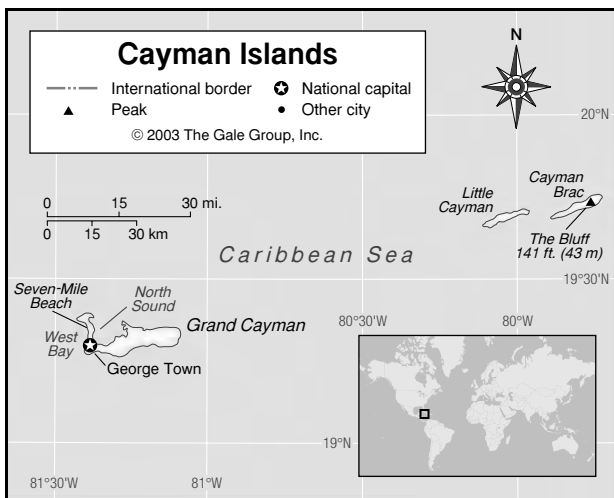 Cayman Islands
International border
National capital
Peak
Other city
© 2003 The Gale Group, Inc.
N
20°N
0 15 30 mi.
0 15 30 km
Little
Cayman
Cayman
Brac
The Bluff
141 ft. (43 m)
Caribbean Sea
19°30'N
Seven-Mile
Beach
North
Sound
West
Bay
Grand Cayman
George Town
80°30'W
80°W
19°N
81°30'W
81°W